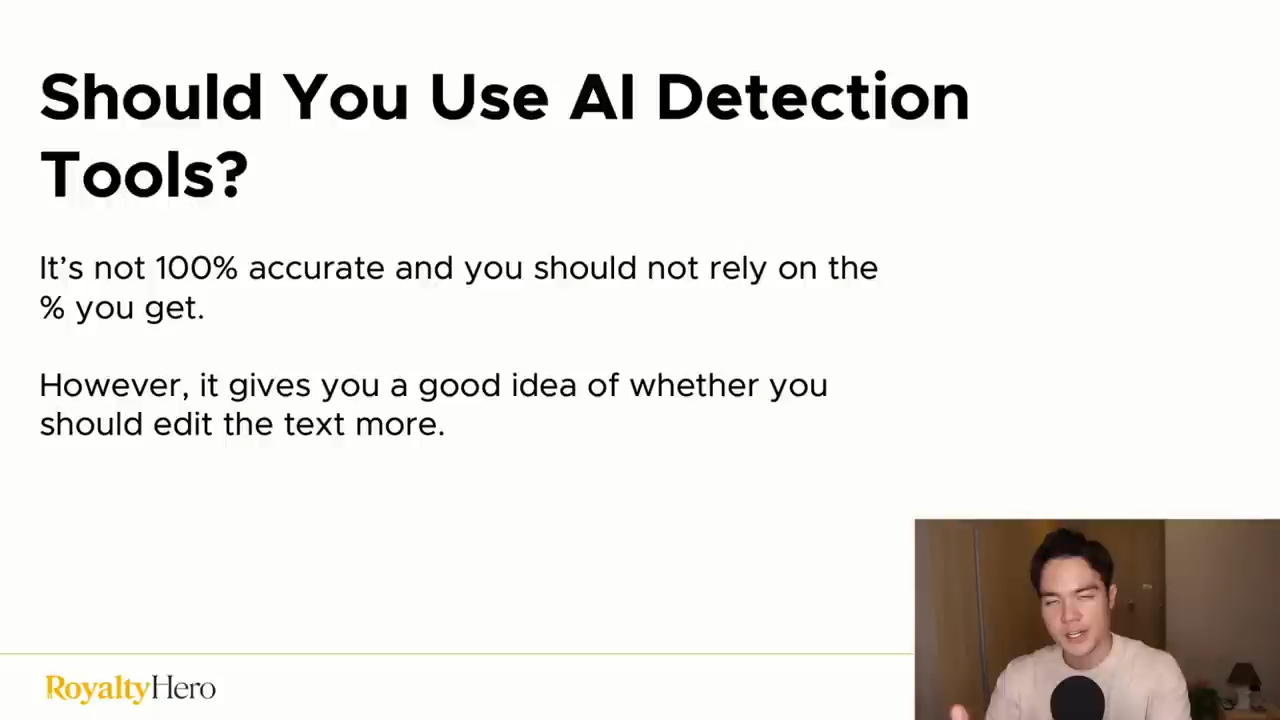 Should You Use AI Detection
Tools?
It’s not 100% accurate and you should not rely on the
% you get.
However, it gives you a good idea of whether you
should edit the text more.
RoyaltyHero